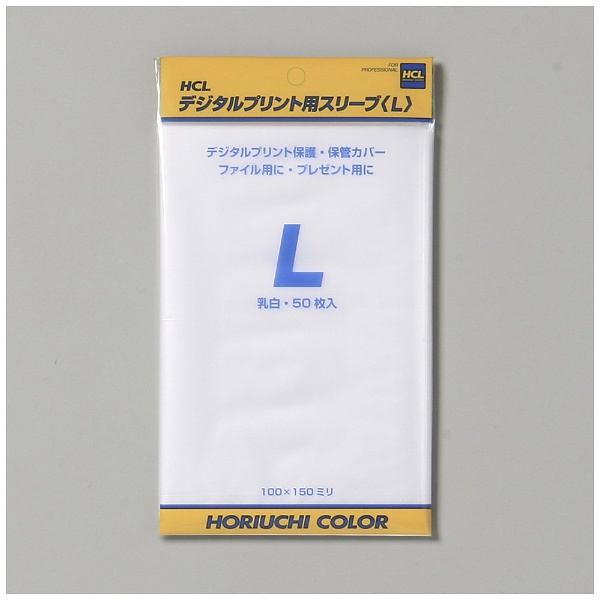 FOR
PROFESSIONAL
HCL
HCL
デジタルプリント用スリーブ〈L〉
デジタルプリント保護・保管カバー
ファイル用に・プレゼント用に
L
乳白・50枚入
100×150ミリ
HORIUCHI COLOR